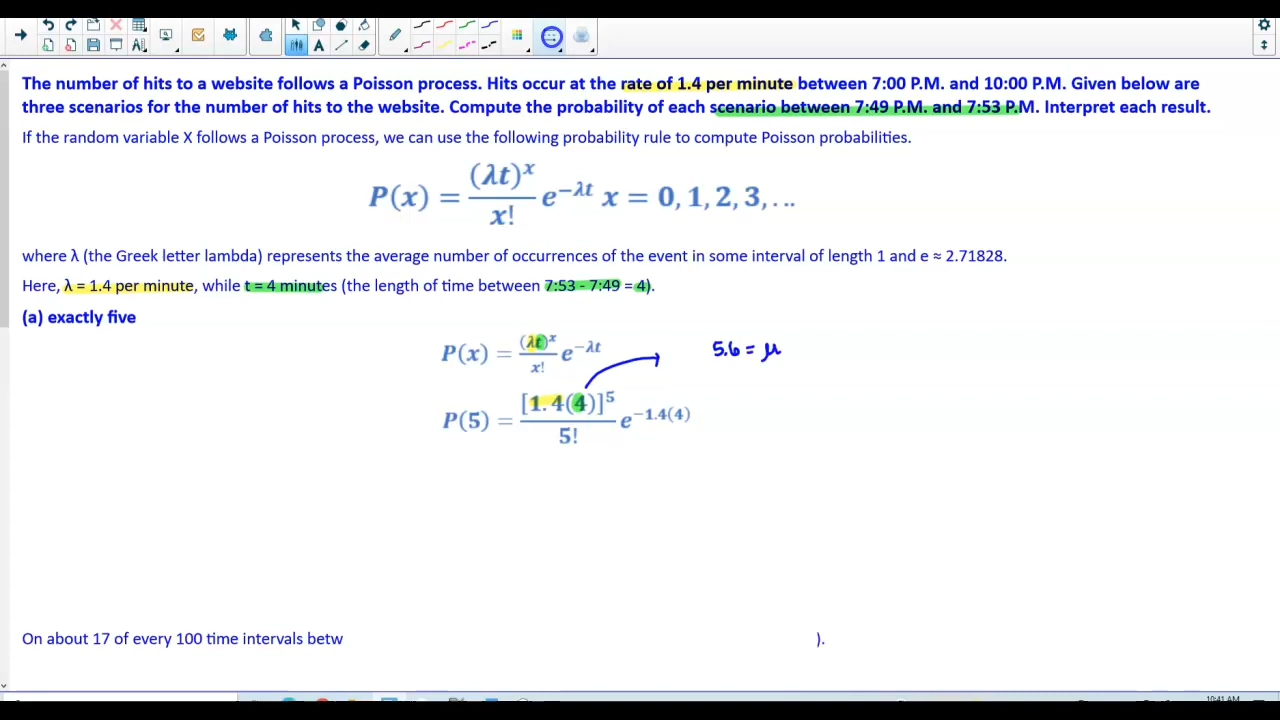 The number of hits to a website follows a Poisson process. Hits occur at the rate of 1.4 per minute between 7:00 P.M. and 10:00 P.M. Given below are
three scenarios for the number of hits to the website. Compute the probability of each scenario between 7:49 P.M. and 7:53 P.M. Interpret each result.
If the random variable X follows a Poisson process, we can use the following probability rule to compute Poisson probabilities.
P(x) = (λt)^x / x! e^−λt x = 0, 1, 2, 3, . . .
where λ (the Greek letter lambda) represents the average number of occurrences of the event in some interval of length 1 and e ≈ 2.71828.
Here, λ = 1.4 per minute, while t = 4 minutes (the length of time between 7:53 - 7:49 = 4).
(a) exactly five
P(x) = (λt)^x / x! e^−λt 5.6 = μ
P(5) = [1.4(4)]^5 / 5! e^−1.4(4)
On about 17 of every 100 time intervals betw ).
10:41 AM